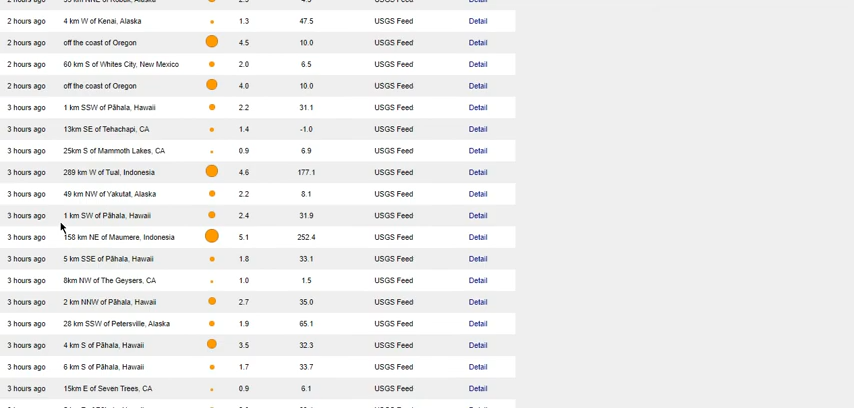 2 hours ago 4 km W of Kenai, Alaska 1.3 47.5 USGS Feed Detail
2 hours ago off the coast of Oregon 4.5 10.0 USGS Feed Detail
2 hours ago 60 km S of Whites City, New Mexico 2.0 6.5 USGS Feed Detail
2 hours ago off the coast of Oregon 4.0 10.0 USGS Feed Detail
3 hours ago 1 km SSW of Pāhala, Hawaii 2.2 31.1 USGS Feed Detail
3 hours ago 13km SE of Tehachapi, CA 1.4 -1.0 USGS Feed Detail
3 hours ago 25km S of Mammoth Lakes, CA 0.9 6.9 USGS Feed Detail
3 hours ago 289 km W of Tual, Indonesia 4.6 177.1 USGS Feed Detail
3 hours ago 49 km NW of Yakutat, Alaska 2.2 8.1 USGS Feed Detail
3 hours ago 1 km SW of Pāhala, Hawaii 2.4 31.9 USGS Feed Detail
3 hours ago 158 km NE of Maumere, Indonesia 5.1 252.4 USGS Feed Detail
3 hours ago 5 km SSE of Pāhala, Hawaii 1.8 33.1 USGS Feed Detail
3 hours ago 8km NW of The Geysers, CA 1.0 1.5 USGS Feed Detail
3 hours ago 2 km NNW of Pāhala, Hawaii 2.7 35.0 USGS Feed Detail
3 hours ago 28 km SSW of Petersville, Alaska 1.9 65.1 USGS Feed Detail
3 hours ago 4 km S of Pāhala, Hawaii 3.5 32.3 USGS Feed Detail
3 hours ago 6 km S of Pāhala, Hawaii 1.7 33.7 USGS Feed Detail
3 hours ago 15km E of Seven Trees, CA 0.9 6.1 USGS Feed Detail